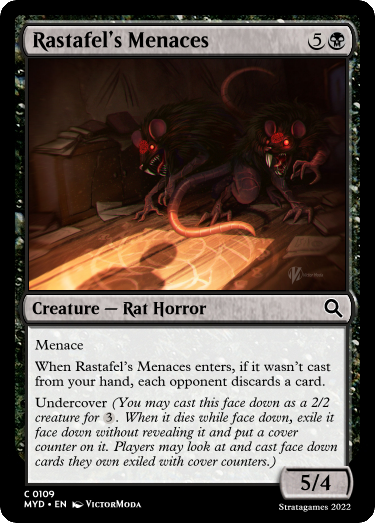 Rastafel's Menaces 5
Creature — Rat Horror
Menace
When Rastafel's Menaces enters, if it wasn't cast
from your hand, each opponent discards a card.
Undercover (You may cast this face down as a 2/2
creature for 3. When it dies while face down, exile it
face down without revealing it and put a cover
counter on it. Players may look at and cast face down
cards they own exiled with cover counters.)
5/4
C 0109
MYD • EN VictorModa
Stratagames 2022